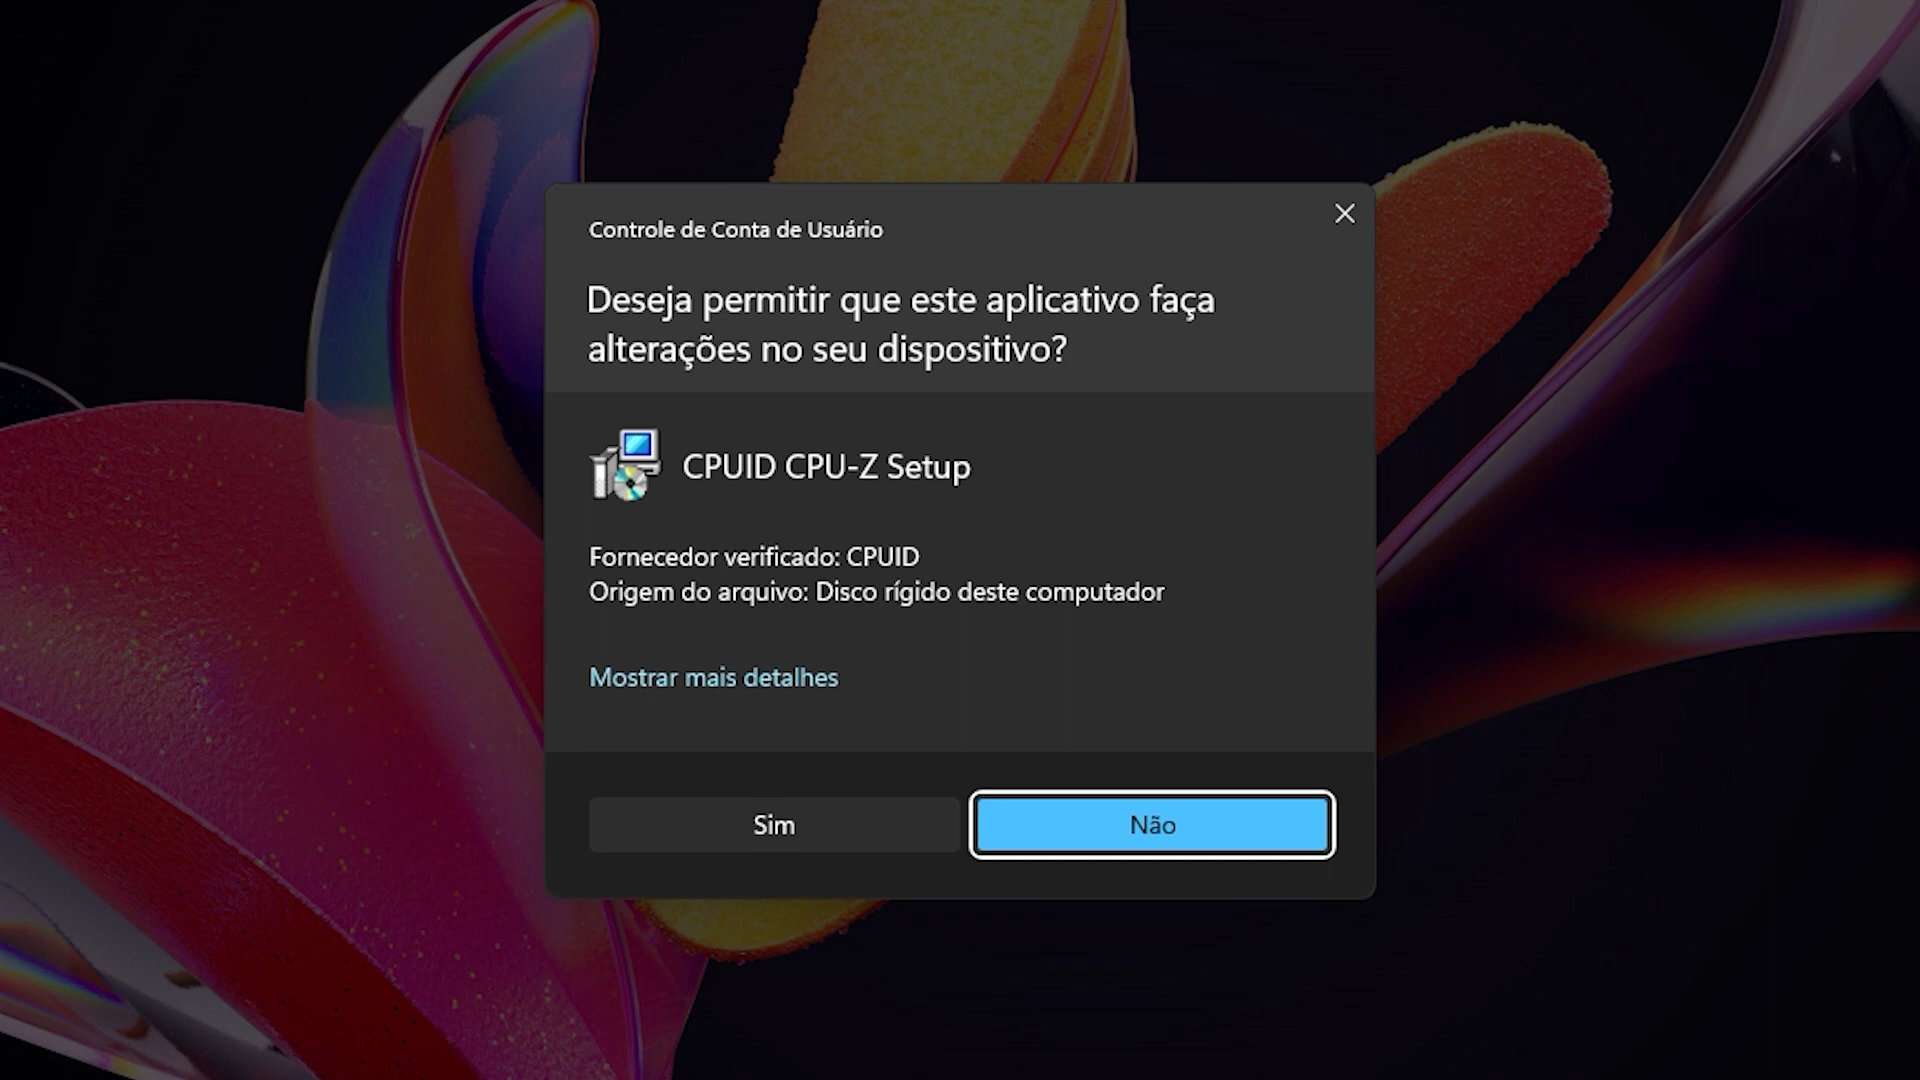 Controle de Conta de Usuário
Deseja permitir que este aplicativo faça
alterações no seu dispositivo?
CPUID CPU-Z Setup
Fornecedor verificado: CPUID
Origem do arquivo: Disco rígido deste computador
Mostrar mais detalhes
Sim
Não